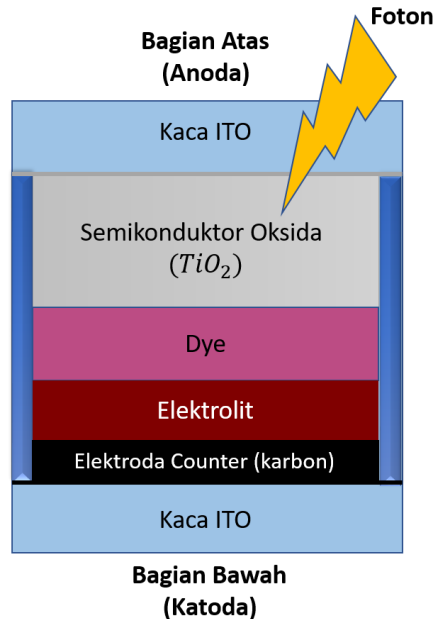 Foton
Bagian Atas
(Anoda)
Kaca ITO
Semikonduktor Oksida
(TiO₂)
Dye
Elektrolit
Elektroda Counter (karbon)
Kaca ITO
Bagian Bawah
(Katoda)